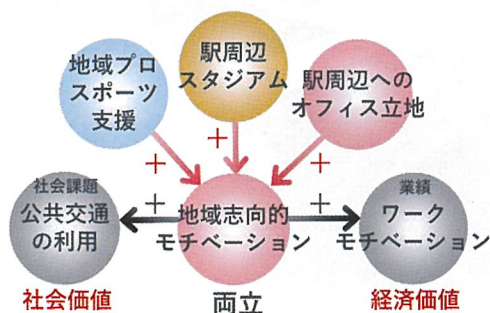 地域プロ
スポーツ
支援
駅周辺
スタジアム
駅周辺への
オフィス立地
+
+
+
社会課題
公共交通
の利用
+
地域志向的
モチベーション
+
業績
ワーク
モチベーション
社会価値
両立
経済価値